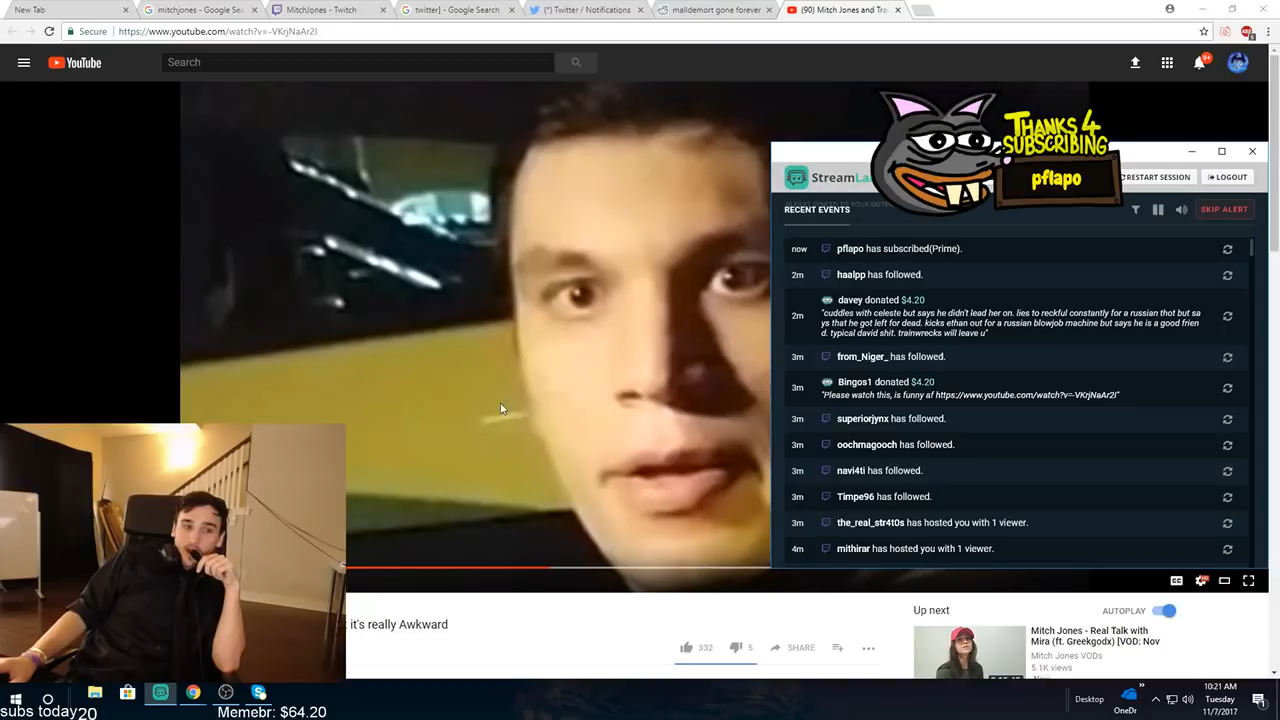 New Tab
mitchjones - Google Sea
MitchJones - Twitch
twitter] - Google Search
(*) Twitter / Notifications
malldemort gone forever
(90) Mitch Jones and Tra
Secure
https://www.youtube.com/watch?v=-VKrjNaAr2I
YouTube
Search
9+
THANKS 4
SUBSCRIBING
pflapo
StreamLa
RESTART SESSION
LOGOUT
RECENT EVENTS
SKIP ALERT
now pflapo has subscribed(Prime).
2m haalpp has followed.
davey donated $4.20
2m "cuddles with celeste but says he didn't lead her on. lies to reckful constantly for a russian thot but sa
ys that he got left for dead. kicks ethan out for a russian blowjob machine but says he is a good frien
d. typical david shit. trainwrecks will leave u"
3m from_Niger_ has followed.
Bingos1 donated $4.20
3m "Please watch this, is funny af https://www.youtube.com/watch?v=-VKrjNaAr2I"
3m superiorjynx has followed.
3m oochmagooch has followed.
3m navi4ti has followed.
3m Timpe96 has followed.
3m the_real_str4t0s has hosted you with 1 viewer.
4m mithirar has hosted you with 1 viewer.
it's really Awkward
332
5
SHARE
Up next
AUTOPLAY
Mitch Jones - Real Talk with
Mira (ft. Greekgodx) [VOD: Nov
Mitch Jones VODs
5.1K views
subs today20
Memebr: $64.20
Desktop
OneDr
10:21 AM
Tuesday
11/7/2017